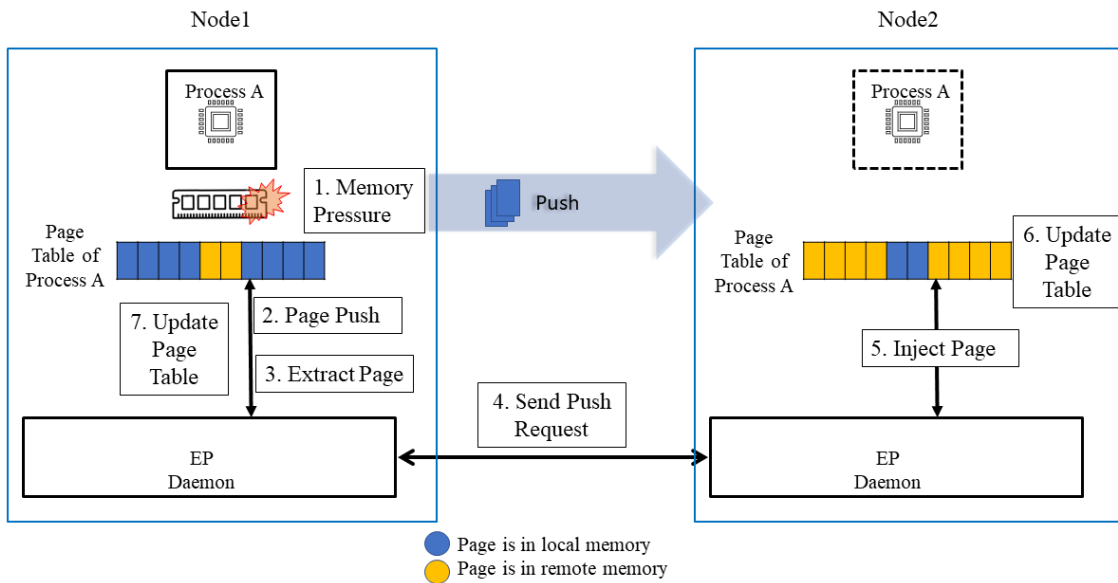 Node1
Node2
Process A
Process A
1. Memory
Pressure
Push
Page
Table of
Process A
Page
Table of
Process A
6. Update
Page
Table
2. Page Push
7. Update
Page
Table
3. Extract Page
5. Inject Page
4. Send Push
Request
EP
Daemon
EP
Daemon
Page is in local memory
Page is in remote memory